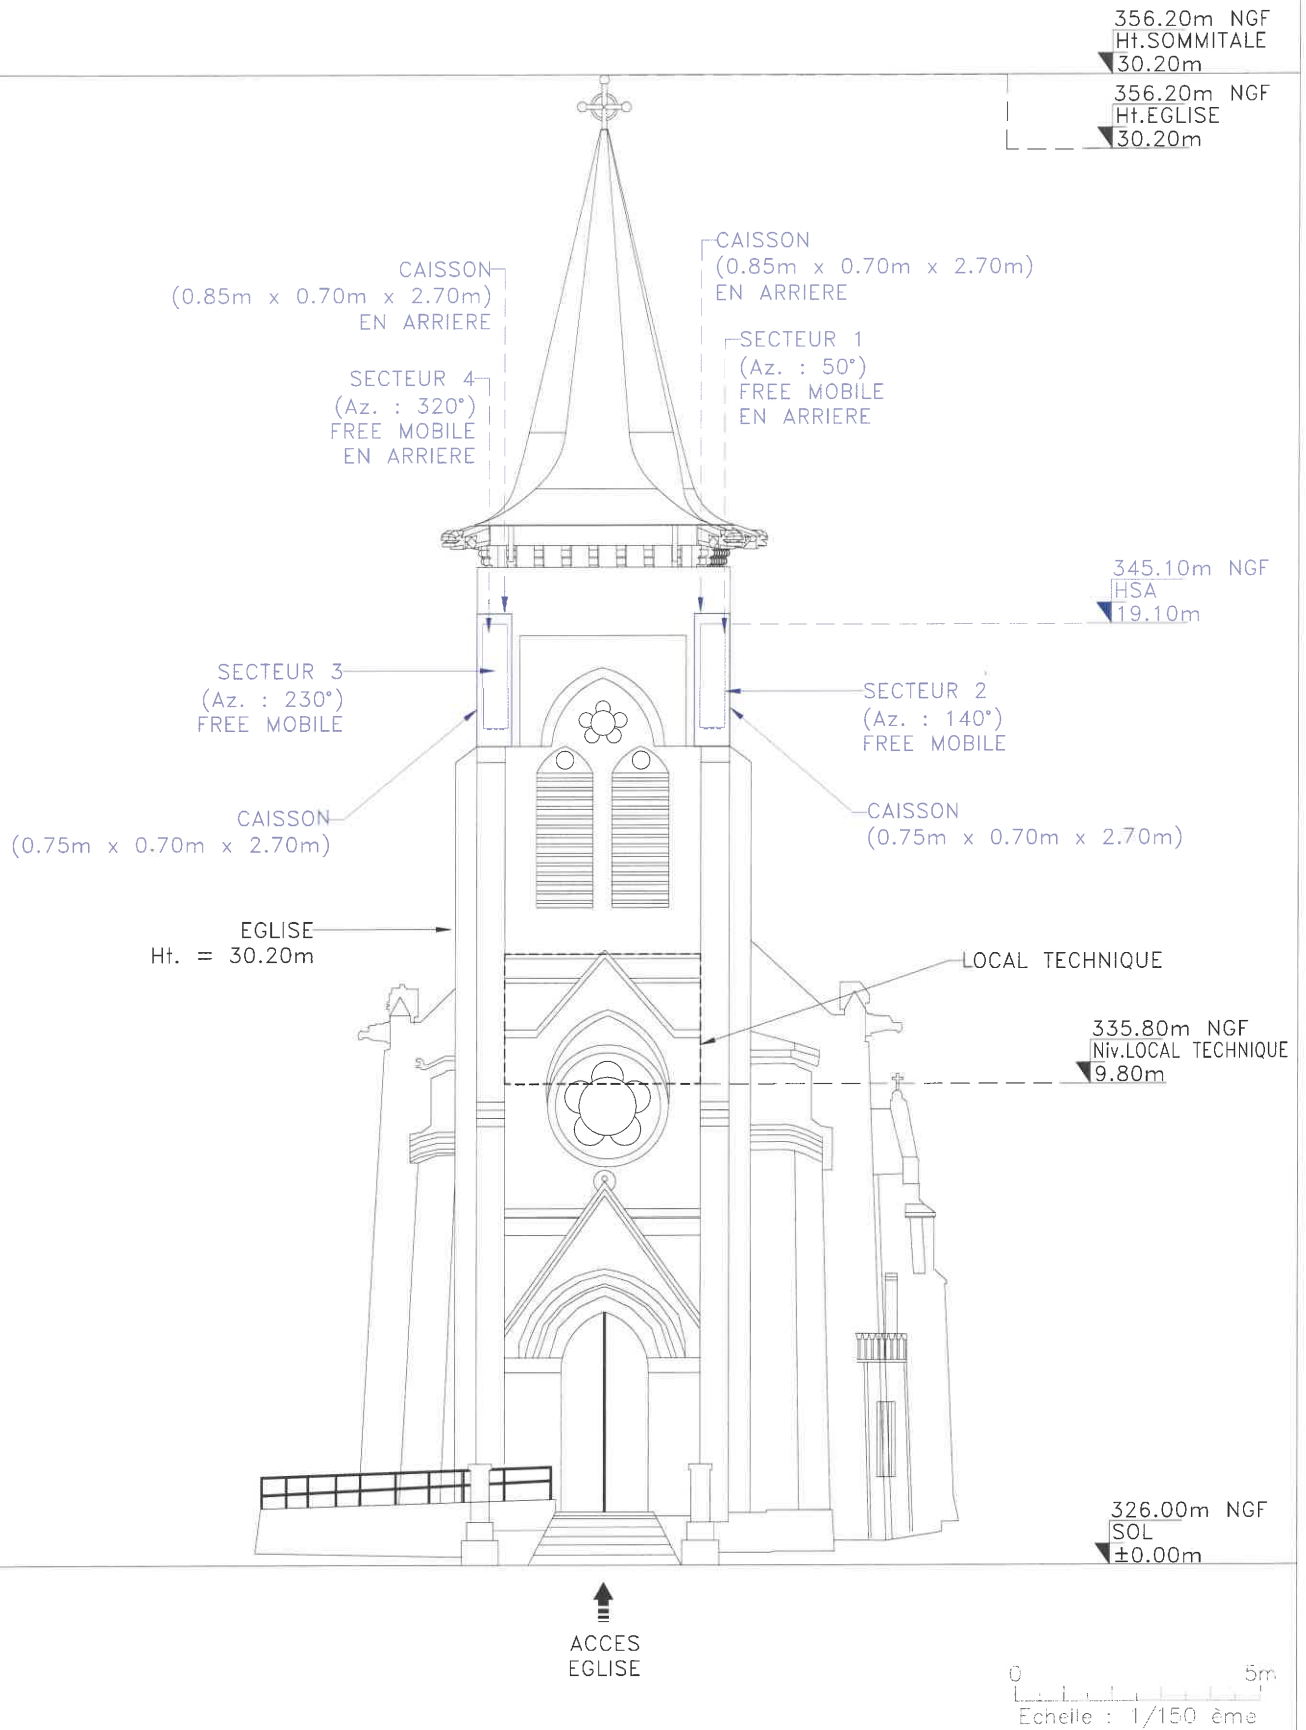 356.20m NGF
Ht.SOMMITALE
30.20m
356.20m NGF
Ht.EGLISE
30.20m
CAISSON
(0.85m x 0.70m x 2.70m)
EN ARRIERE
CAISSON
(0.85m x 0.70m x 2.70m)
EN ARRIERE
SECTEUR 1
(Az. : 50°)
FREE MOBILE
EN ARRIERE
SECTEUR 4
(Az. : 320°)
FREE MOBILE
EN ARRIERE
345.10m NGF
HSA
19.10m
SECTEUR 3
(Az. : 230°)
FREE MOBILE
SECTEUR 2
(Az. : 140°)
FREE MOBILE
CAISSON
(0.75m x 0.70m x 2.70m)
CAISSON
(0.75m x 0.70m x 2.70m)
EGLISE
Ht. = 30.20m
LOCAL TECHNIQUE
335.80m NGF
Niv.LOCAL TECHNIQUE
9.80m
326.00m NGF
SOL
±0.00m
ACCES
EGLISE
0 5m
Echelle : 1/150 ème